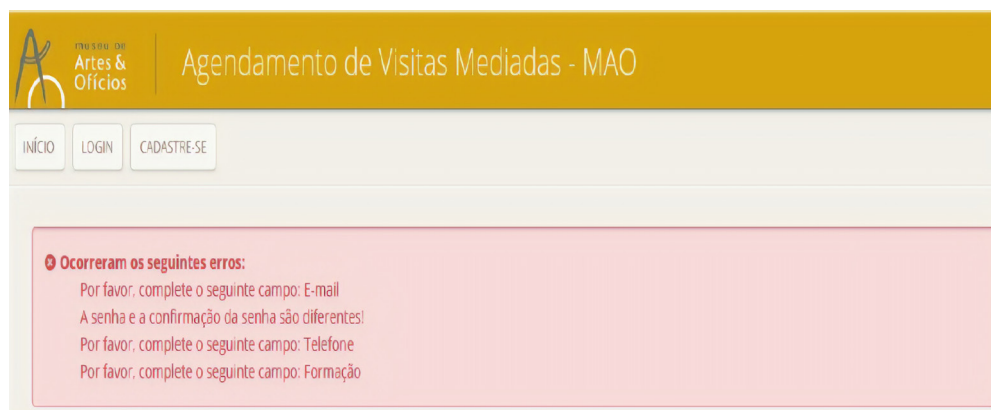 museu de
Artes &
Ofícios
Agendamento de Visitas Mediadas - MAO
INÍCIO
LOGIN
CADASTRE-SE
Ocorreram os seguintes erros:
Por favor, complete o seguinte campo: E-mail
A senha e a confirmação da senha são diferentes!
Por favor, complete o seguinte campo: Telefone
Por favor, complete o seguinte campo: Formação